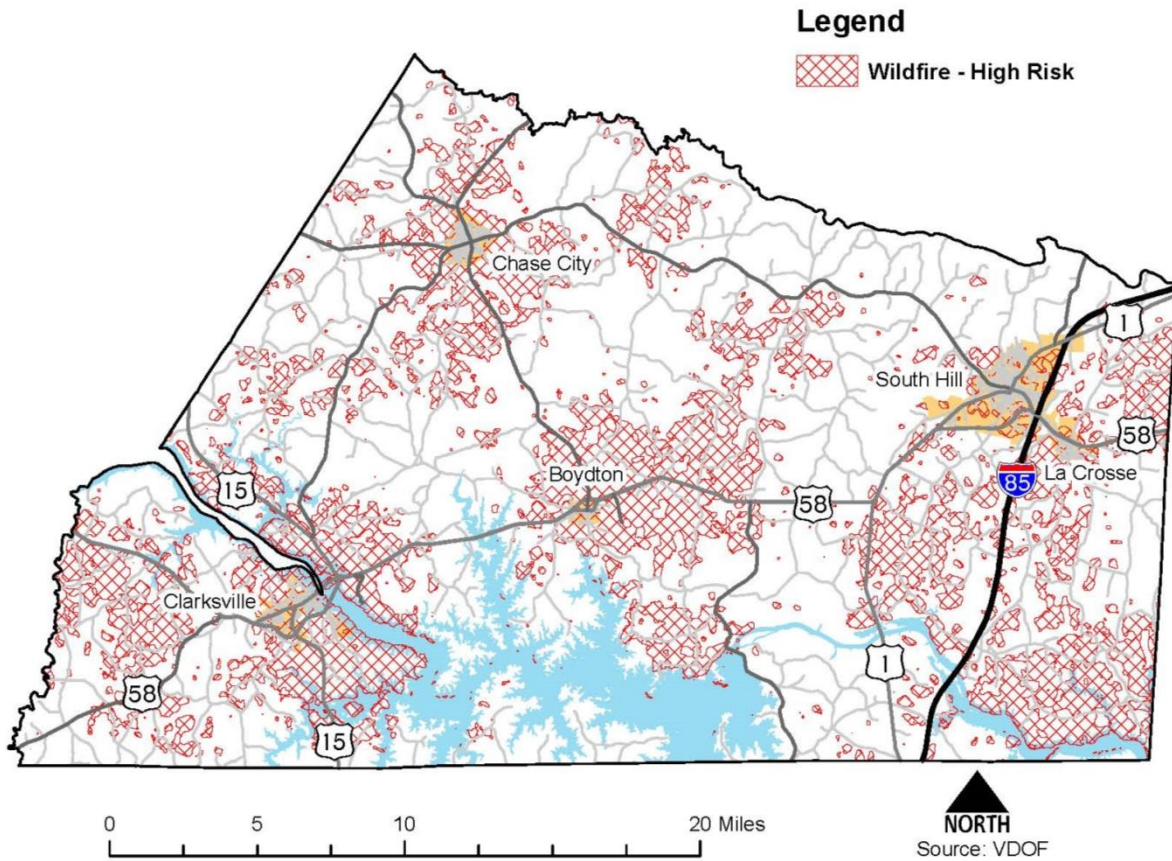 Legend
Wildfire - High Risk
Chase City
1
South Hill
58
La Crosse
85
Boydton
15
58
Clarksville
1
58
15
0 5 10 20 Miles
NORTH
Source: VDOF